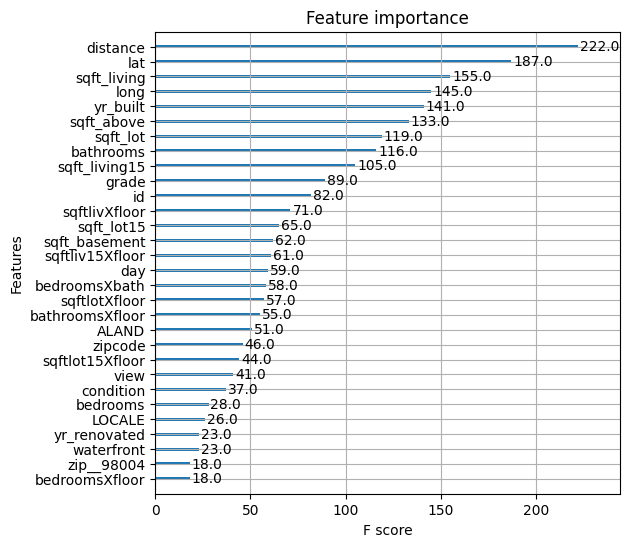 Feature importance
distance 222.0
lat 187.0
sqft_living 155.0
long 145.0
yr_built 141.0
sqft_above 133.0
sqft_lot 119.0
bathrooms 116.0
sqft_living15 105.0
grade 89.0
id 82.0
sqftlivXfloor 71.0
sqft_lot15 65.0
sqft_basement 62.0
sqftliv15Xfloor 61.0
day 59.0
bedroomsXbath 58.0
sqftlotXfloor 57.0
bathroomsXfloor 55.0
ALAND 51.0
zipcode 46.0
sqftlot15Xfloor 44.0
view 41.0
condition 37.0
bedrooms 28.0
LOCALE 26.0
yr_renovated 23.0
waterfront 23.0
zip__98004 18.0
bedroomsXfloor 18.0
0 50 100 150 200
F score
Features